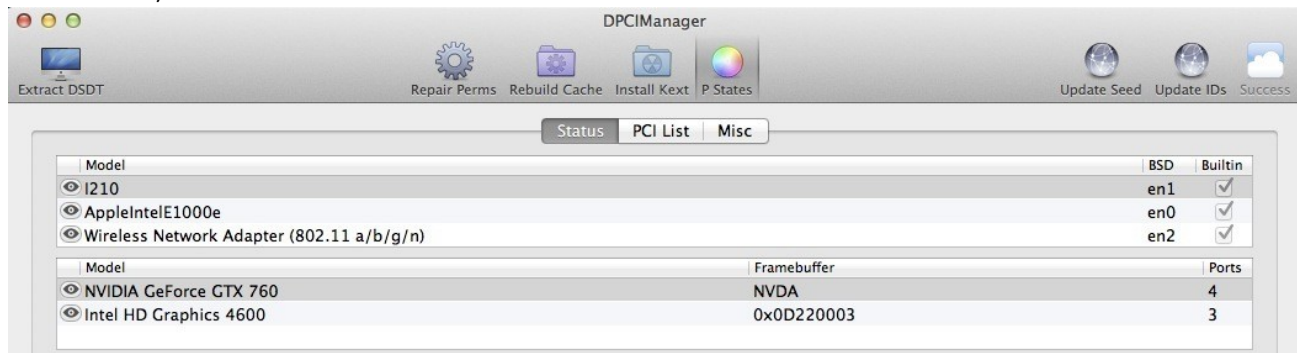 DPCIManager
Extract DSDT Repair Perms Rebuild Cache Install Kext P States Update Seed Update IDs Success
Status PCI List Misc
Model BSD Builtin
I210 en1
AppleIntelE1000e en0
Wireless Network Adapter (802.11 a/b/g/n) en2
Model Framebuffer Ports
NVIDIA GeForce GTX 760 NVDA 4
Intel HD Graphics 4600 0x0D220003 3